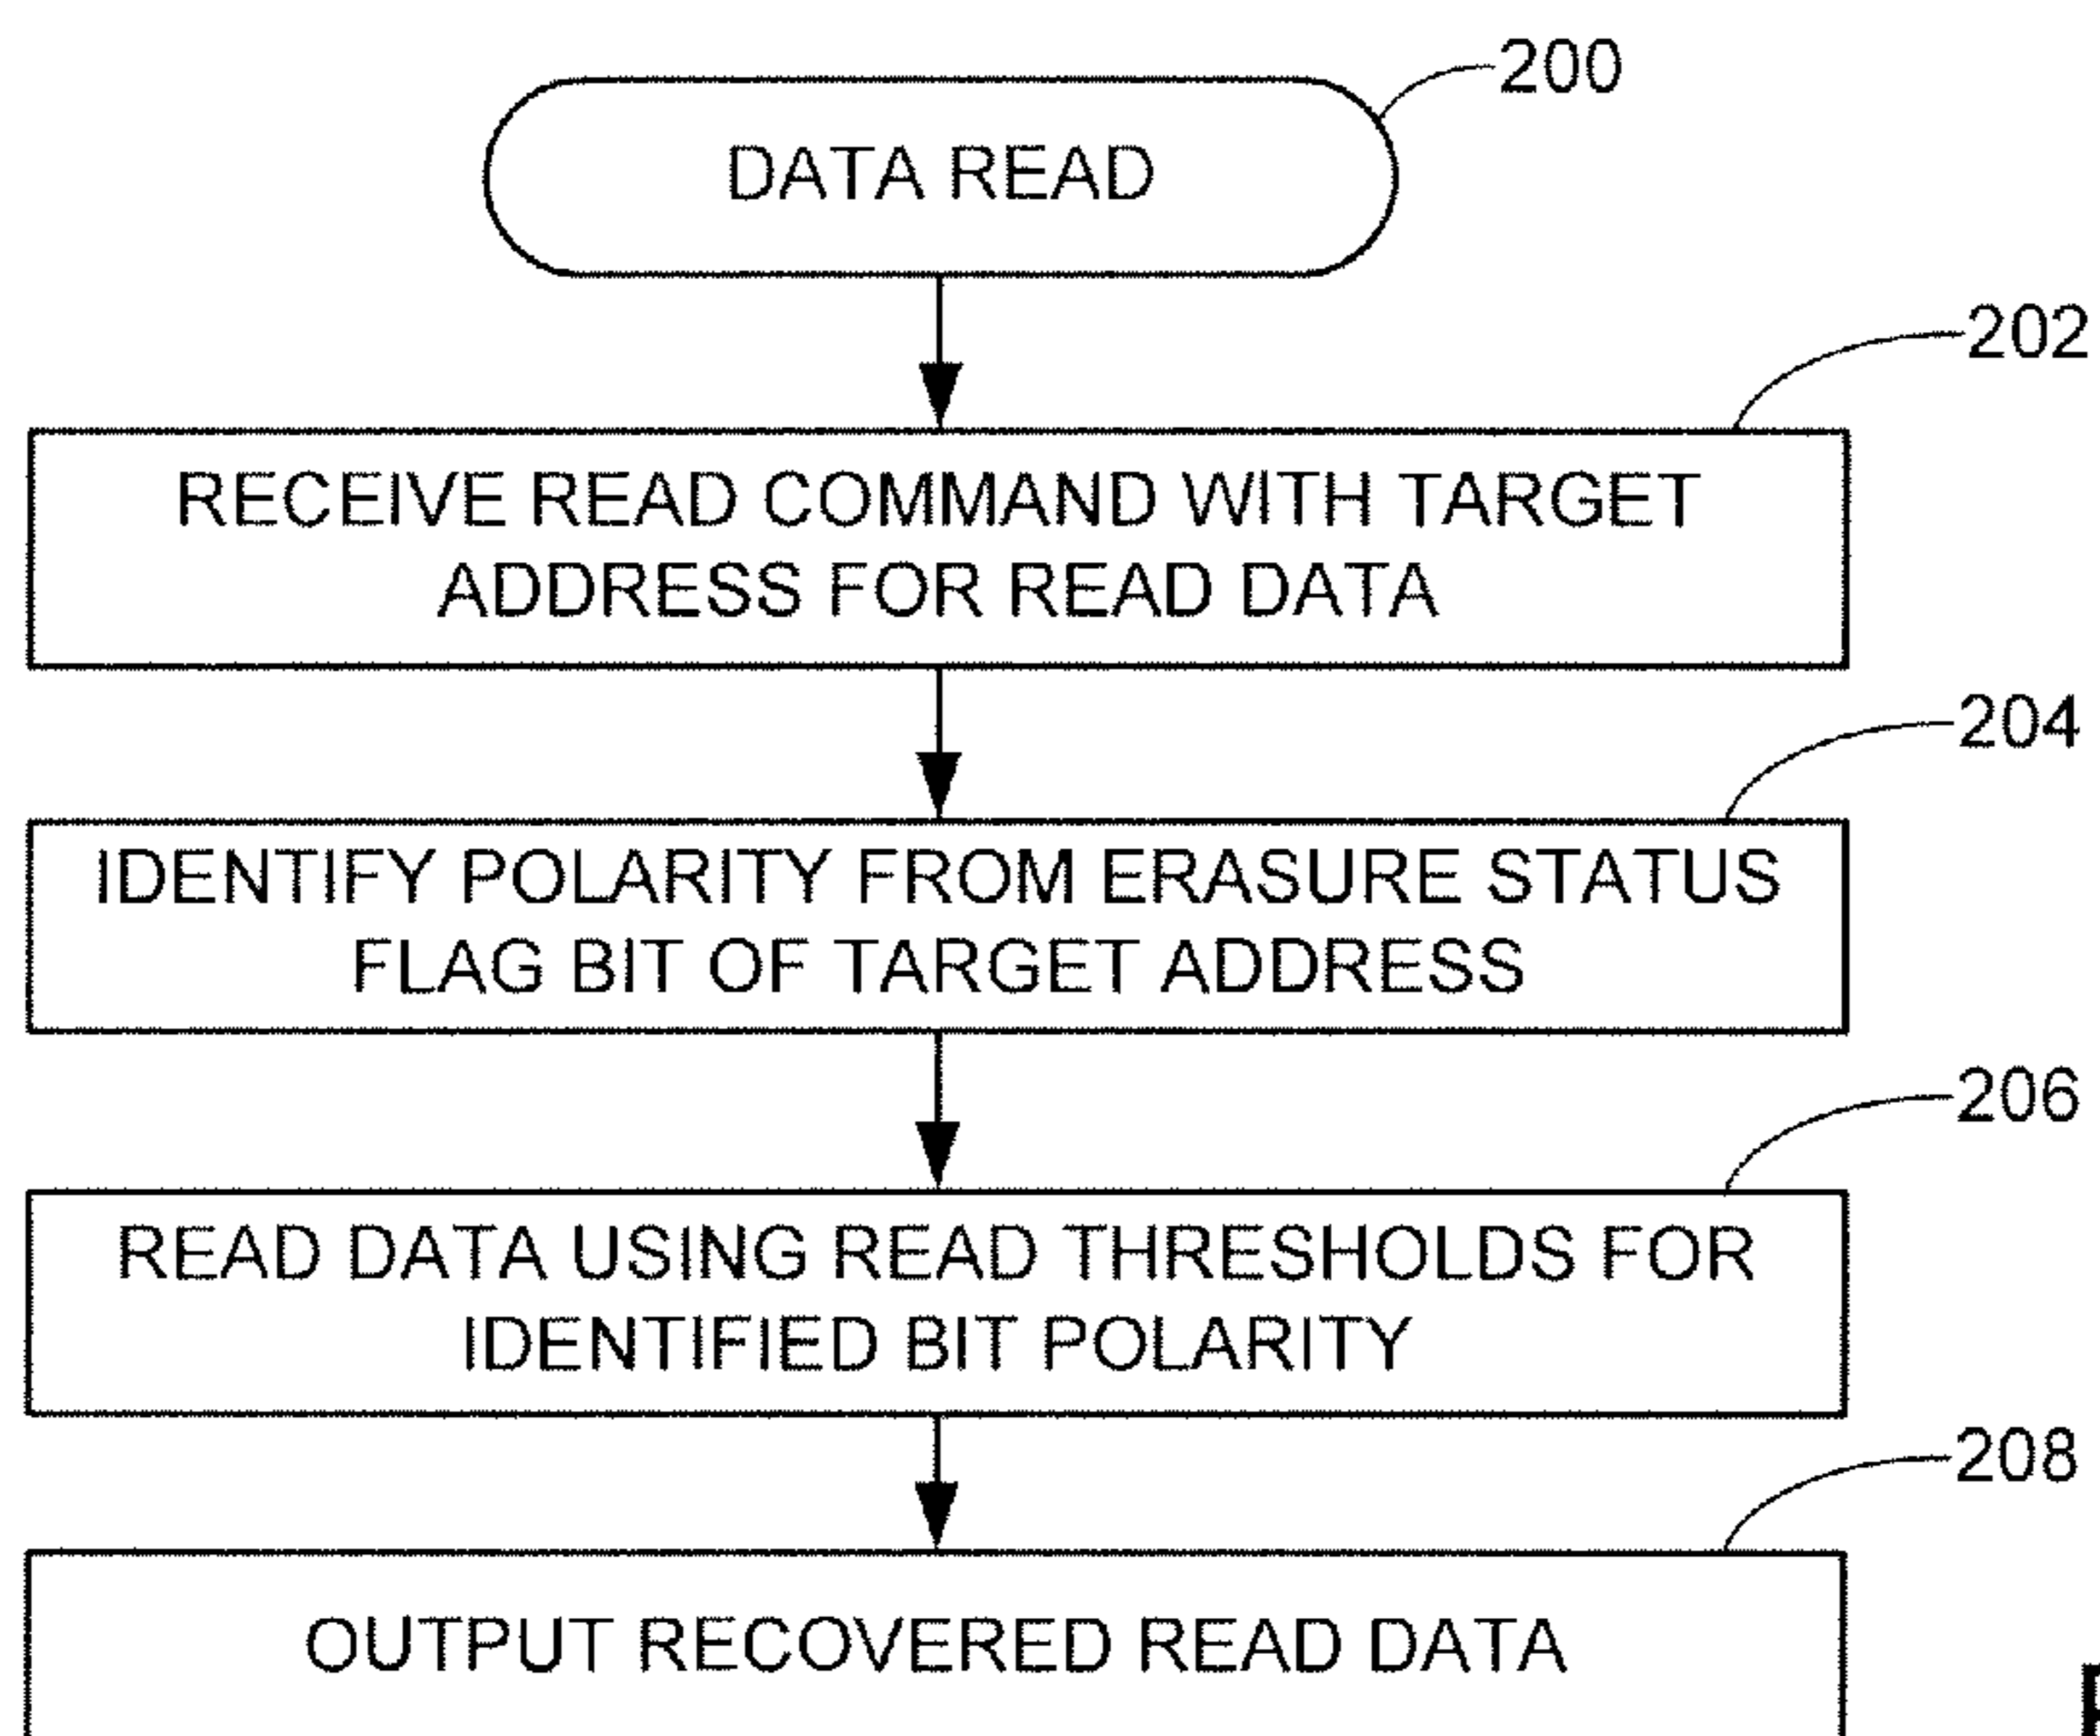 200
DATA READ
202
RECEIVE READ COMMAND WITH TARGET
ADDRESS FOR READ DATA
204
IDENTIFY POLARITY FROM ERASURE STATUS
FLAG BIT OF TARGET ADDRESS
206
READ DATA USING READ THRESHOLDS FOR
IDENTIFIED BIT POLARITY
208
OUTPUT RECOVERED READ DATA